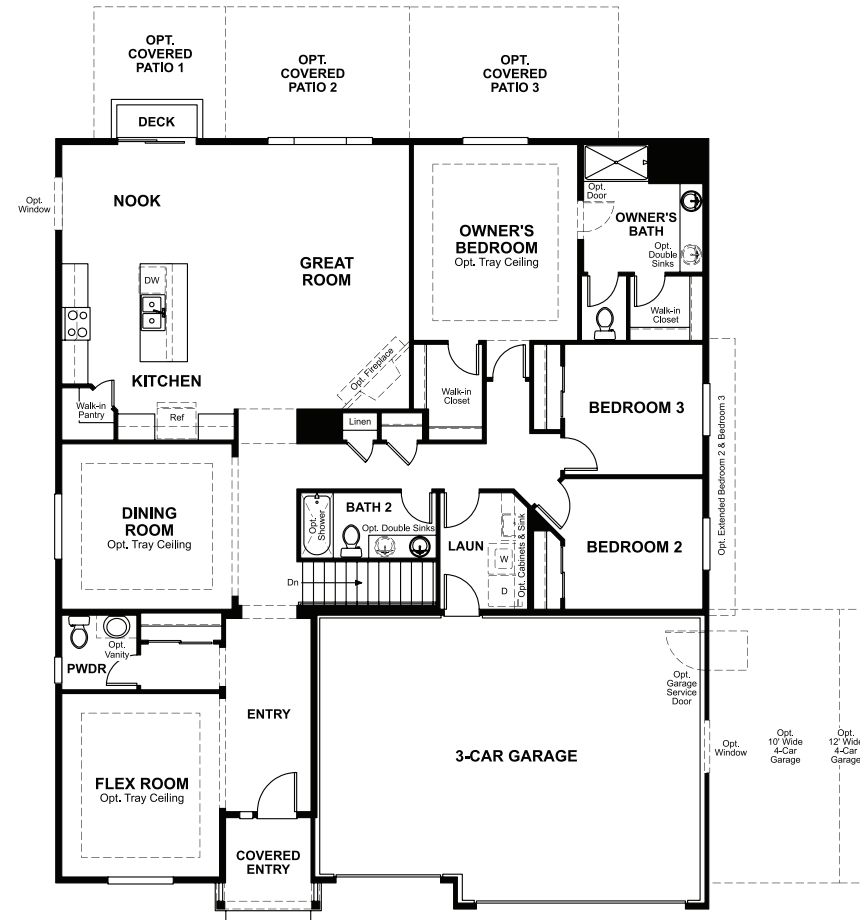 OPT.
COVERED
PATIO 1
OPT.
COVERED
PATIO 2
OPT.
COVERED
PATIO 3
DECK
Opt.
Window
NOOK
GREAT
ROOM
OWNER'S
BEDROOM
Opt. Tray Ceiling
Opt.
Door
OWNER'S
BATH
Opt.
Double
Sinks
DW
Walk-in
Closet
KITCHEN
Opt. Fireplace
Walk-in
Pantry
Ref
Linen
Walk-in
Closet
BEDROOM 3
Opt. Extended Bedroom 2 & Bedroom 3
DINING
ROOM
Opt. Tray Ceiling
Opt.
Shower
BATH 2
Opt. Double Sinks
LAUN
Opt. Cabinets & Sink
W
D
BEDROOM 2
Dn
Opt.
Vanity
PWDR
ENTRY
Opt.
Garage
Service
Door
FLEX ROOM
Opt. Tray Ceiling
3-CAR GARAGE
Opt.
Window
Opt.
10' Wide
4-Car
Garage
Opt.
12' Wide
4-Car
Garage
COVERED
ENTRY